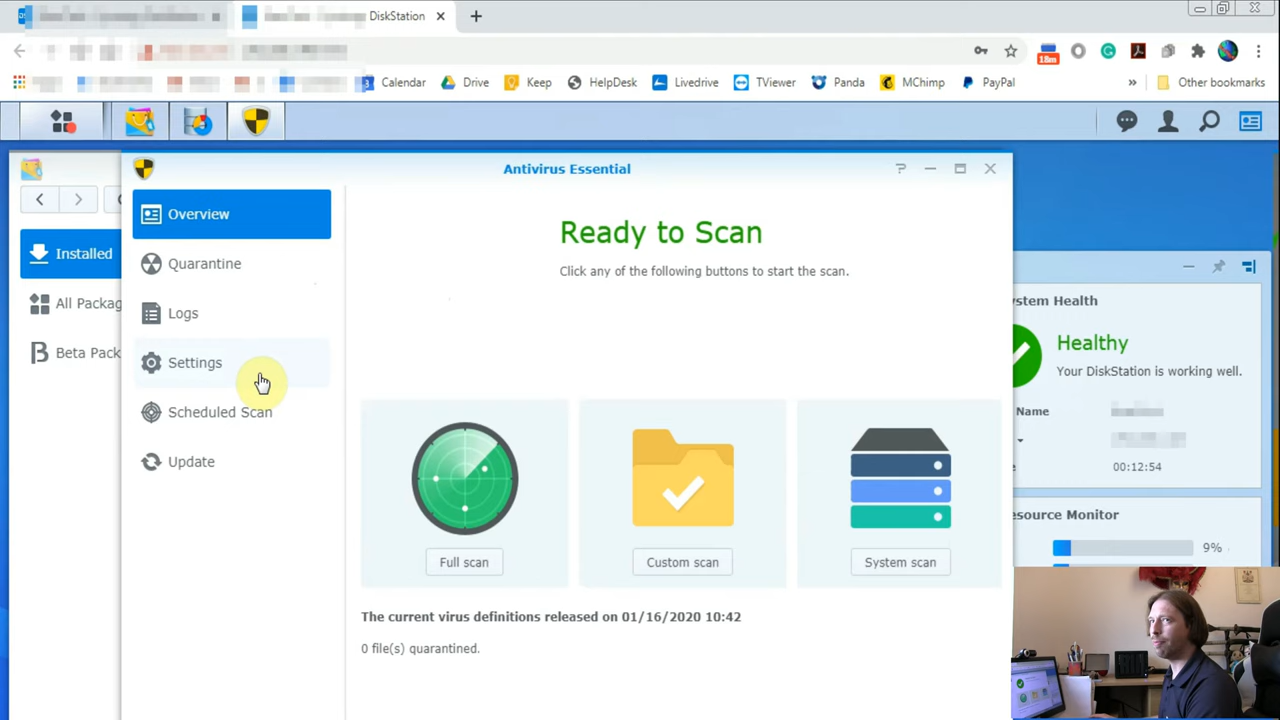 DiskStation
18m
Calendar
Drive
Keep
HelpDesk
Livedrive
TViewer
Panda
MChimp
PayPal
»
Other bookmarks
Antivirus Essential
?
Overview
Quarantine
Logs
Settings
Scheduled Scan
Update
Installed
All Packag
Beta Pack
Ready to Scan
Click any of the following buttons to start the scan.
Full scan
Custom scan
System scan
The current virus definitions released on 01/16/2020 10:42
0 file(s) quarantined.
ystem Health
Healthy
Your DiskStation is working well.
Name
e
00:12:54
esource Monitor
9%